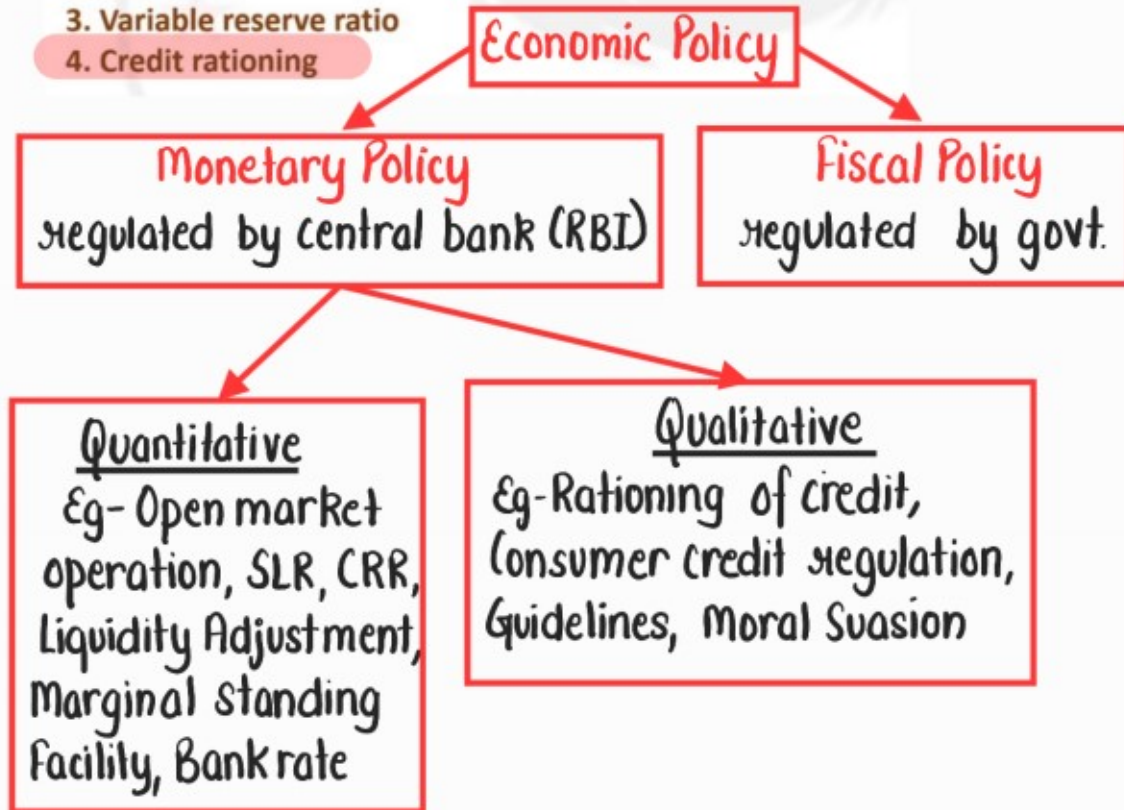 3. Variable reserve ratio
4. Credit rationing
Economic Policy
Monetary Policy
regulated by central bank (RBI)
Fiscal Policy
regulated by govt.
Quantitative
Eg- Open market
operation, SLR, CRR,
Liquidity Adjustment,
Marginal Standing
Facility, Bank rate
Qualitative
Eg-Rationing of credit,
Consumer credit regulation,
Guidelines, Moral Suasion